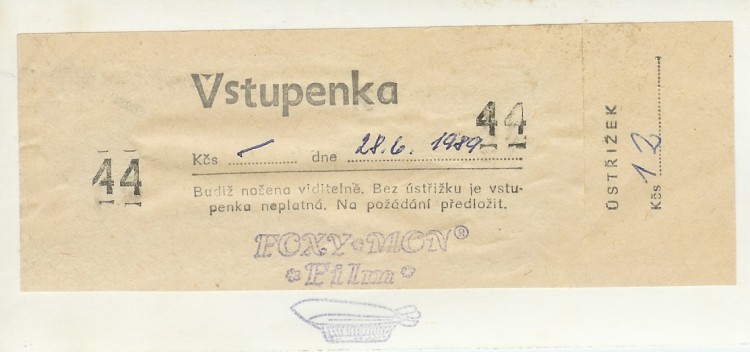 Vstupenka
44
Kčs – dne 28.6. 1989
44
Budiž nošena viditelně. Bez ústřižku je vstu-
penka neplatná. Na požádání předložit.
FOXY-MON®
*Film*
ÚSTŘIŽEK
Kčs 12